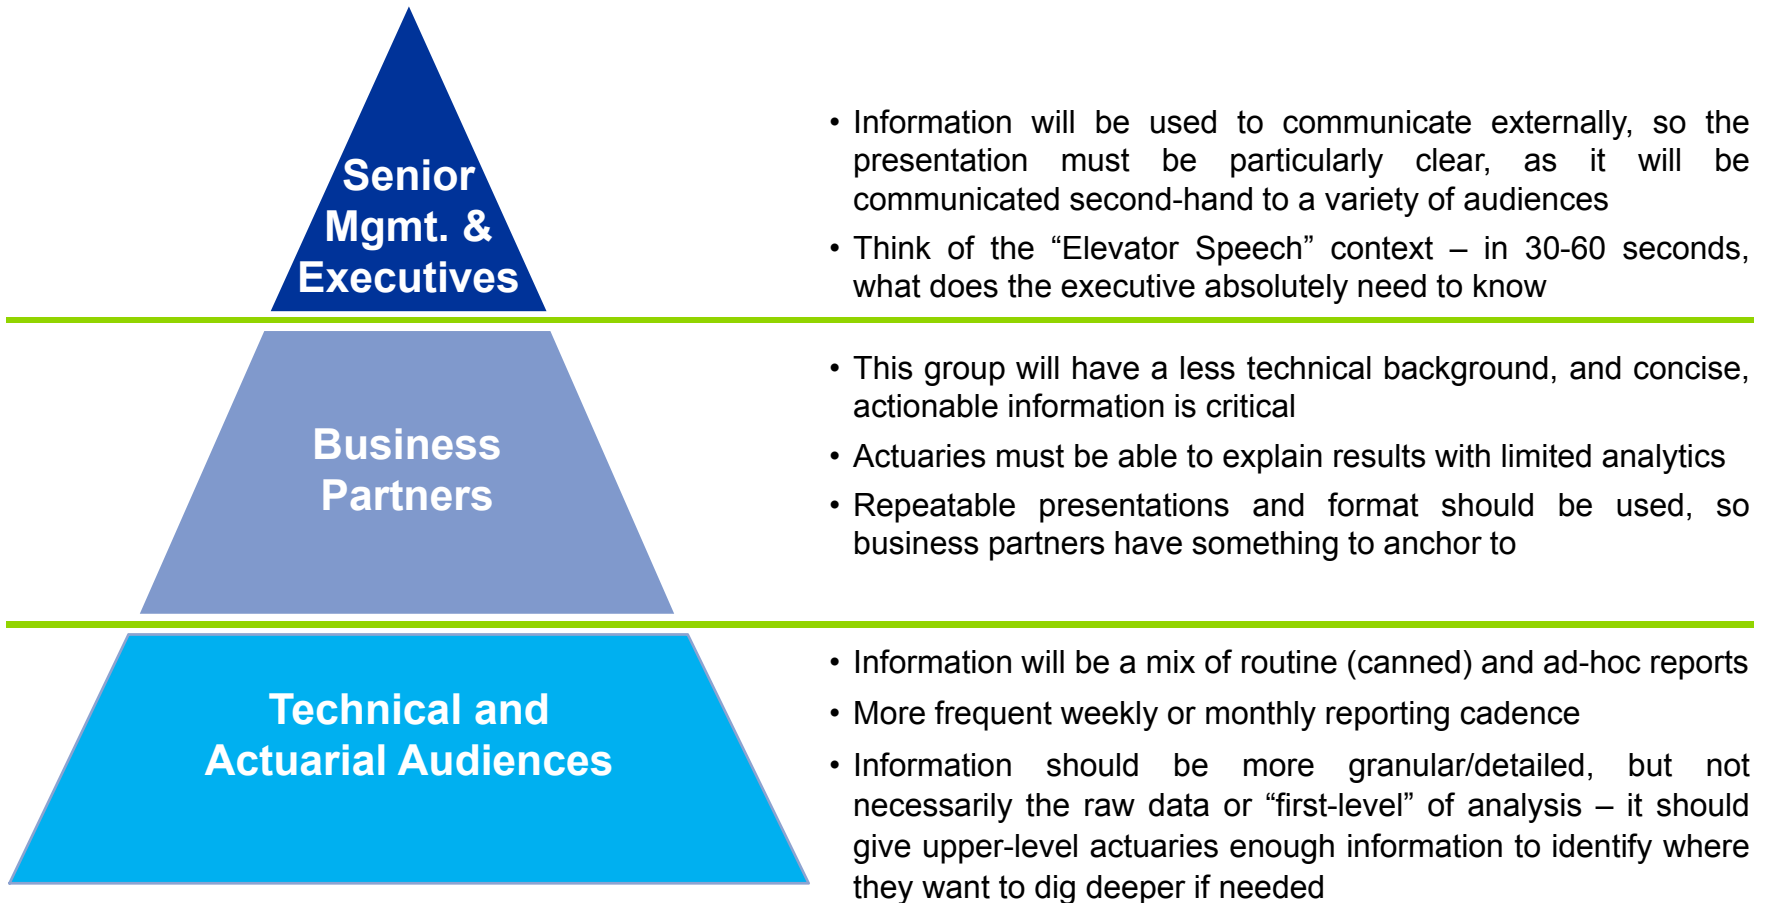 Senior
Mgmt. &
Executives
• Information will be used to communicate externally, so the
presentation must be particularly clear, as it will be
communicated second-hand to a variety of audiences
• Think of the “Elevator Speech” context – in 30-60 seconds,
what does the executive absolutely need to know
Business
Partners
• This group will have a less technical background, and concise,
actionable information is critical
• Actuaries must be able to explain results with limited analytics
• Repeatable presentations and format should be used, so
business partners have something to anchor to
Technical and
Actuarial Audiences
• Information will be a mix of routine (canned) and ad-hoc reports
• More frequent weekly or monthly reporting cadence
• Information should be more granular/detailed, but not
necessarily the raw data or “first-level” of analysis – it should
give upper-level actuaries enough information to identify where
they want to dig deeper if needed